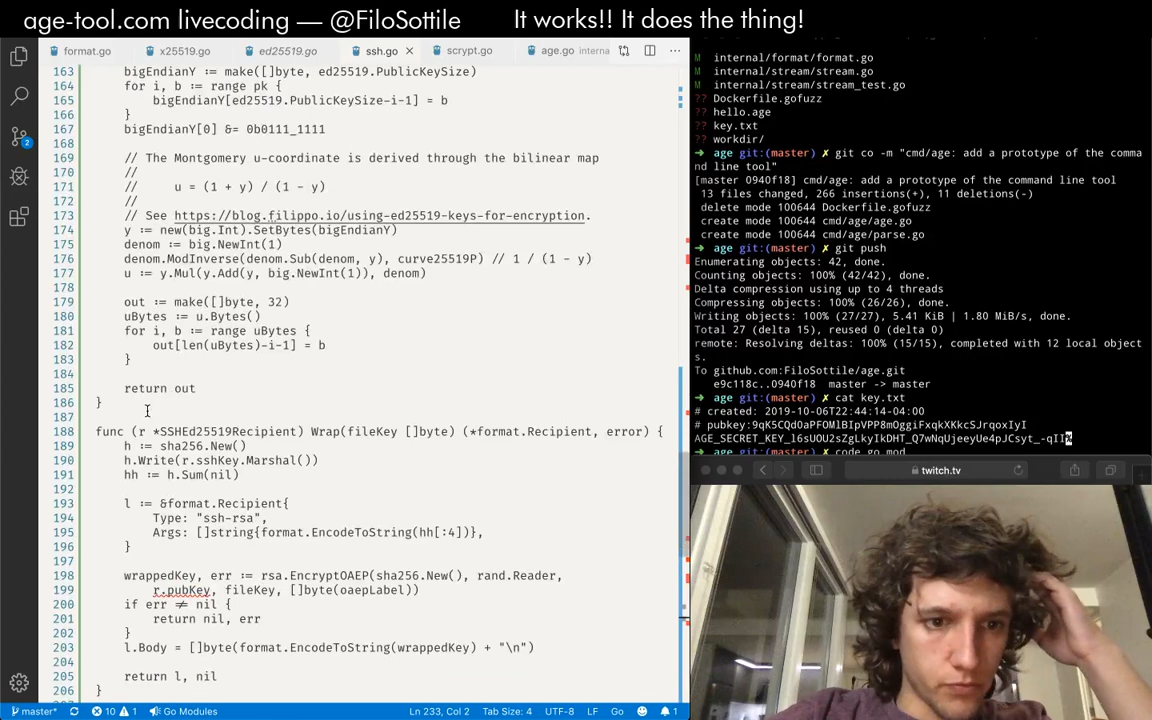 age-tool.com livecoding — @FiloSottile
It works!! It does the thing!
format.go
x25519.go
ed25519.go
ssh.go
scrypt.go
age.go interna
163 bigEndianY := make([]byte, ed25519.PublicKeySize)
164 for i, b := range pk {
165 bigEndianY[ed25519.PublicKeySize-i-1] = b
166 }
167 bigEndianY[0] &= 0b0111_1111
168
169 // The Montgomery u-coordinate is derived through the bilinear map
170 //
171 // u = (1 + y) / (1 - y)
172 //
173 // See https://blog.filippo.io/using-ed25519-keys-for-encryption.
174 y := new(big.Int).SetBytes(bigEndianY)
175 denom := big.NewInt(1)
176 denom.ModInverse(denom.Sub(denom, y), curve25519P) // 1 / (1 - y)
177 u := y.Mul(y.Add(y, big.NewInt(1)), denom)
178
179 out := make([]byte, 32)
180 uBytes := u.Bytes()
181 for i, b := range uBytes {
182 out[len(uBytes)-i-1] = b
183 }
184
185 return out
186 }
187
188 func (r *SSHEd25519Recipient) Wrap(fileKey []byte) (*format.Recipient, error) {
189 h := sha256.New()
190 h.Write(r.sshKey.Marshal())
191 hh := h.Sum(nil)
192
193 l := &format.Recipient{
194 Type: "ssh-rsa",
195 Args: []string{format.EncodeToString(hh[:4])},
196 }
197
198 wrappedKey, err := rsa.EncryptOAEP(sha256.New(), rand.Reader,
199 r.pubKey, fileKey, []byte(oaepLabel))
200 if err ≠ nil {
201 return nil, err
202 }
203 l.Body = []byte(format.EncodeToString(wrappedKey) + "\n")
204
205 return l, nil
206 }
2
master*
10
1
Go Modules
Ln 233, Col 2
Tab Size: 4
UTF-8
LF
Go
1
M internal/format/format.go
M internal/stream/stream.go
M internal/stream/stream_test.go
?? Dockerfile.gofuzz
?? hello.age
?? key.txt
?? workdir/
➜ age git:(master) ✗ git co -m "cmd/age: add a prototype of the comma
nd line tool"
[master 0940f18] cmd/age: add a prototype of the command line tool
13 files changed, 266 insertions(+), 11 deletions(-)
delete mode 100644 Dockerfile.gofuzz
create mode 100644 cmd/age/age.go
create mode 100644 cmd/age/parse.go
➜ age git:(master) ✗ git push
Enumerating objects: 42, done.
Counting objects: 100% (42/42), done.
Delta compression using up to 4 threads
Compressing objects: 100% (26/26), done.
Writing objects: 100% (27/27), 5.41 KiB | 1.80 MiB/s, done.
Total 27 (delta 15), reused 0 (delta 0)
remote: Resolving deltas: 100% (15/15), completed with 12 local object
s.
To github.com:FiloSottile/age.git
e9c118c..0940f18 master -> master
➜ age git:(master) ✗ cat key.txt
# created: 2019-10-06T22:44:14-04:00
# pubkey:9qK5CQdOaPFOMlBIpVPP8mOggiFxqkXKkcSJrqoxIyI
AGE_SECRET_KEY_l6sUOU2sZgLkyIkDHT_Q7wNqUjeeyUe4pJCsyt_-qII%
➜ age git:(master) ✗ code go.mod
twitch.tv